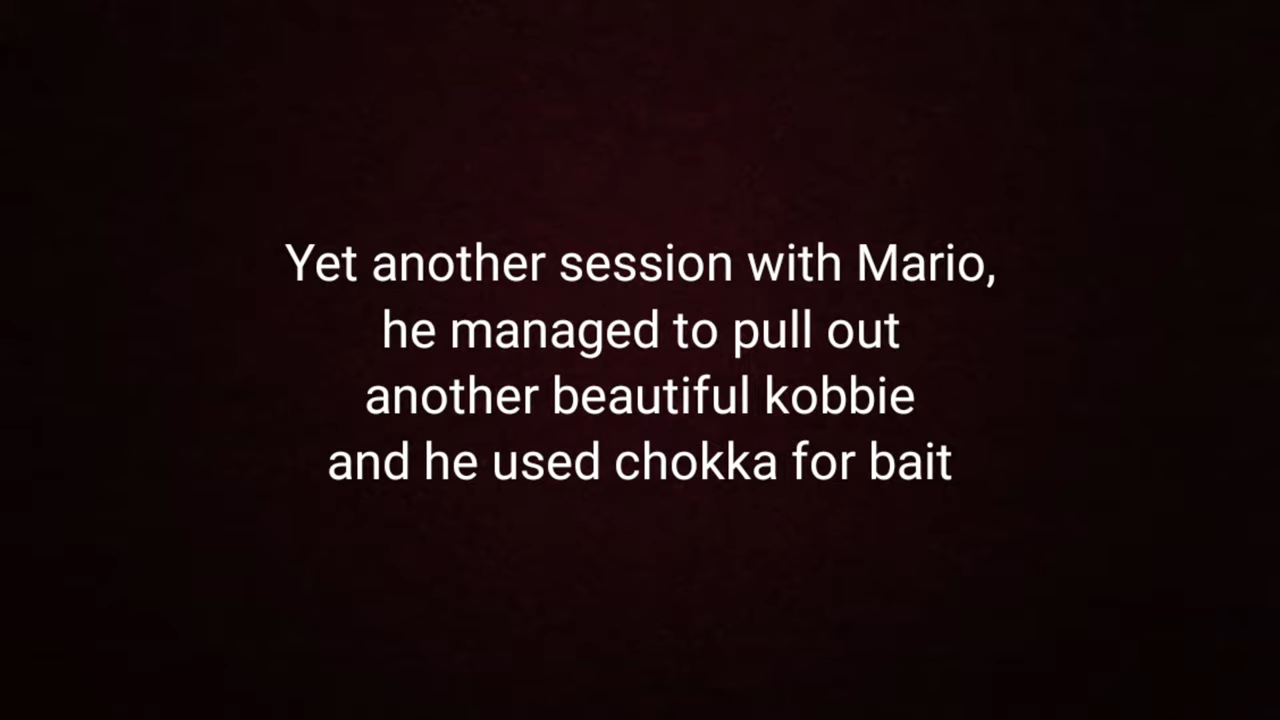 Yet another session with Mario,
he managed to pull out
another beautiful kobbie
and he used chokka for bait